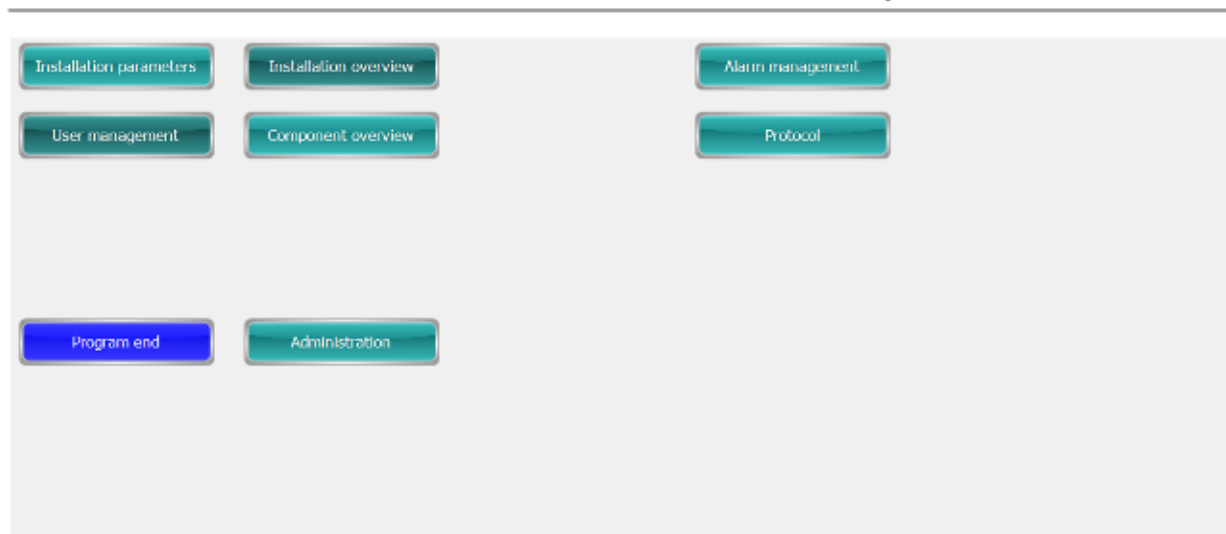 Installation parameters Installation overview Alarm management
User management Component overview Protocol
Program end Administration